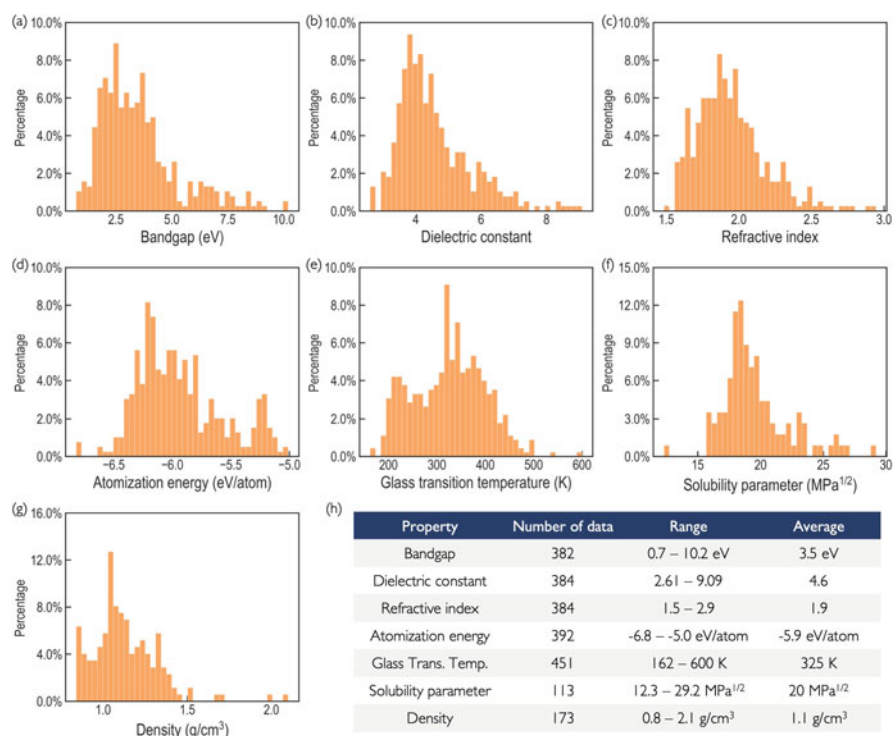 (a) 10.0%
8.0%
6.0%
4.0%
2.0%
0.0%
Percentage
2.5 5.0 7.5 10.0
Bandgap (eV)
(b) 10.0%
8.0%
6.0%
4.0%
2.0%
0.0%
Percentage
4 6 8
Dielectric constant
(c) 10.0%
8.0%
6.0%
4.0%
2.0%
0.0%
Percentage
1.5 2.0 2.5 3.0
Refractive index
(d) 10.0%
8.0%
6.0%
4.0%
2.0%
0.0%
Percentage
−6.5 −6.0 −5.5 −5.0
Atomization energy (eV/atom)
(e) 10.0%
8.0%
6.0%
4.0%
2.0%
0.0%
Percentage
200 300 400 500 600
Glass transition temperature (K)
(f) 15.0%
12.0%
9.0%
6.0%
3.0%
0.0%
Percentage
15 20 25 30
Solubility parameter (MPa¹/²)
(g) 16.0%
12.0%
8.0%
4.0%
0.0%
Percentage
1.0 1.5 2.0
Density (g/cm³)
(h)
Property Number of data Range Average
Bandgap 382 0.7 – 10.2 eV 3.5 eV
Dielectric constant 384 2.61 – 9.09 4.6
Refractive index 384 1.5 – 2.9 1.9
Atomization energy 392 -6.8 – -5.0 eV/atom -5.9 eV/atom
Glass Trans. Temp. 451 162 – 600 K 325 K
Solubility parameter 113 12.3 – 29.2 MPa¹/² 20 MPa¹/²
Density 173 0.8 – 2.1 g/cm³ 1.1 g/cm³